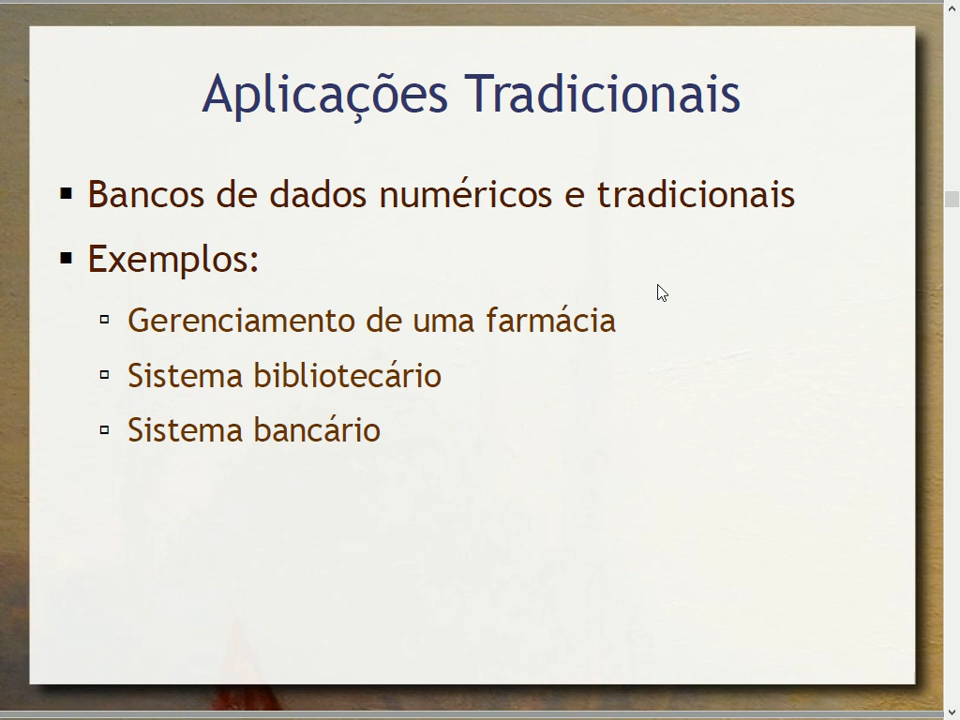 Aplicações Tradicionais
Bancos de dados numéricos e tradicionais
Exemplos:
Gerenciamento de uma farmácia
Sistema bibliotecário
Sistema bancário